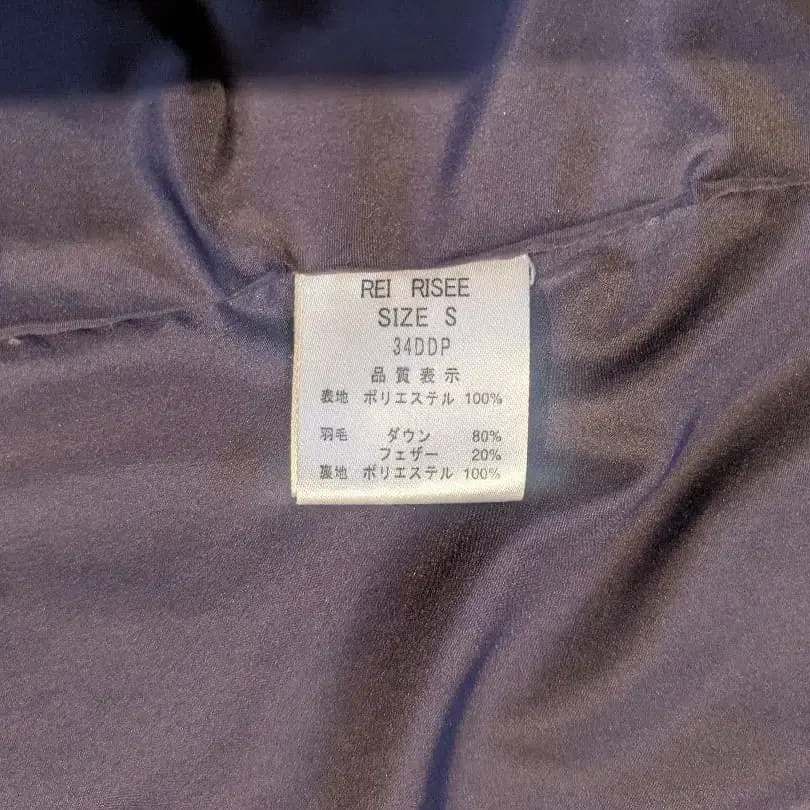 REI RISEE
SIZE S
34DDP
品質表示
表地 ポリエステル 100%
羽毛 ダウン 80%
フェザー 20%
裏地 ポリエステル 100%